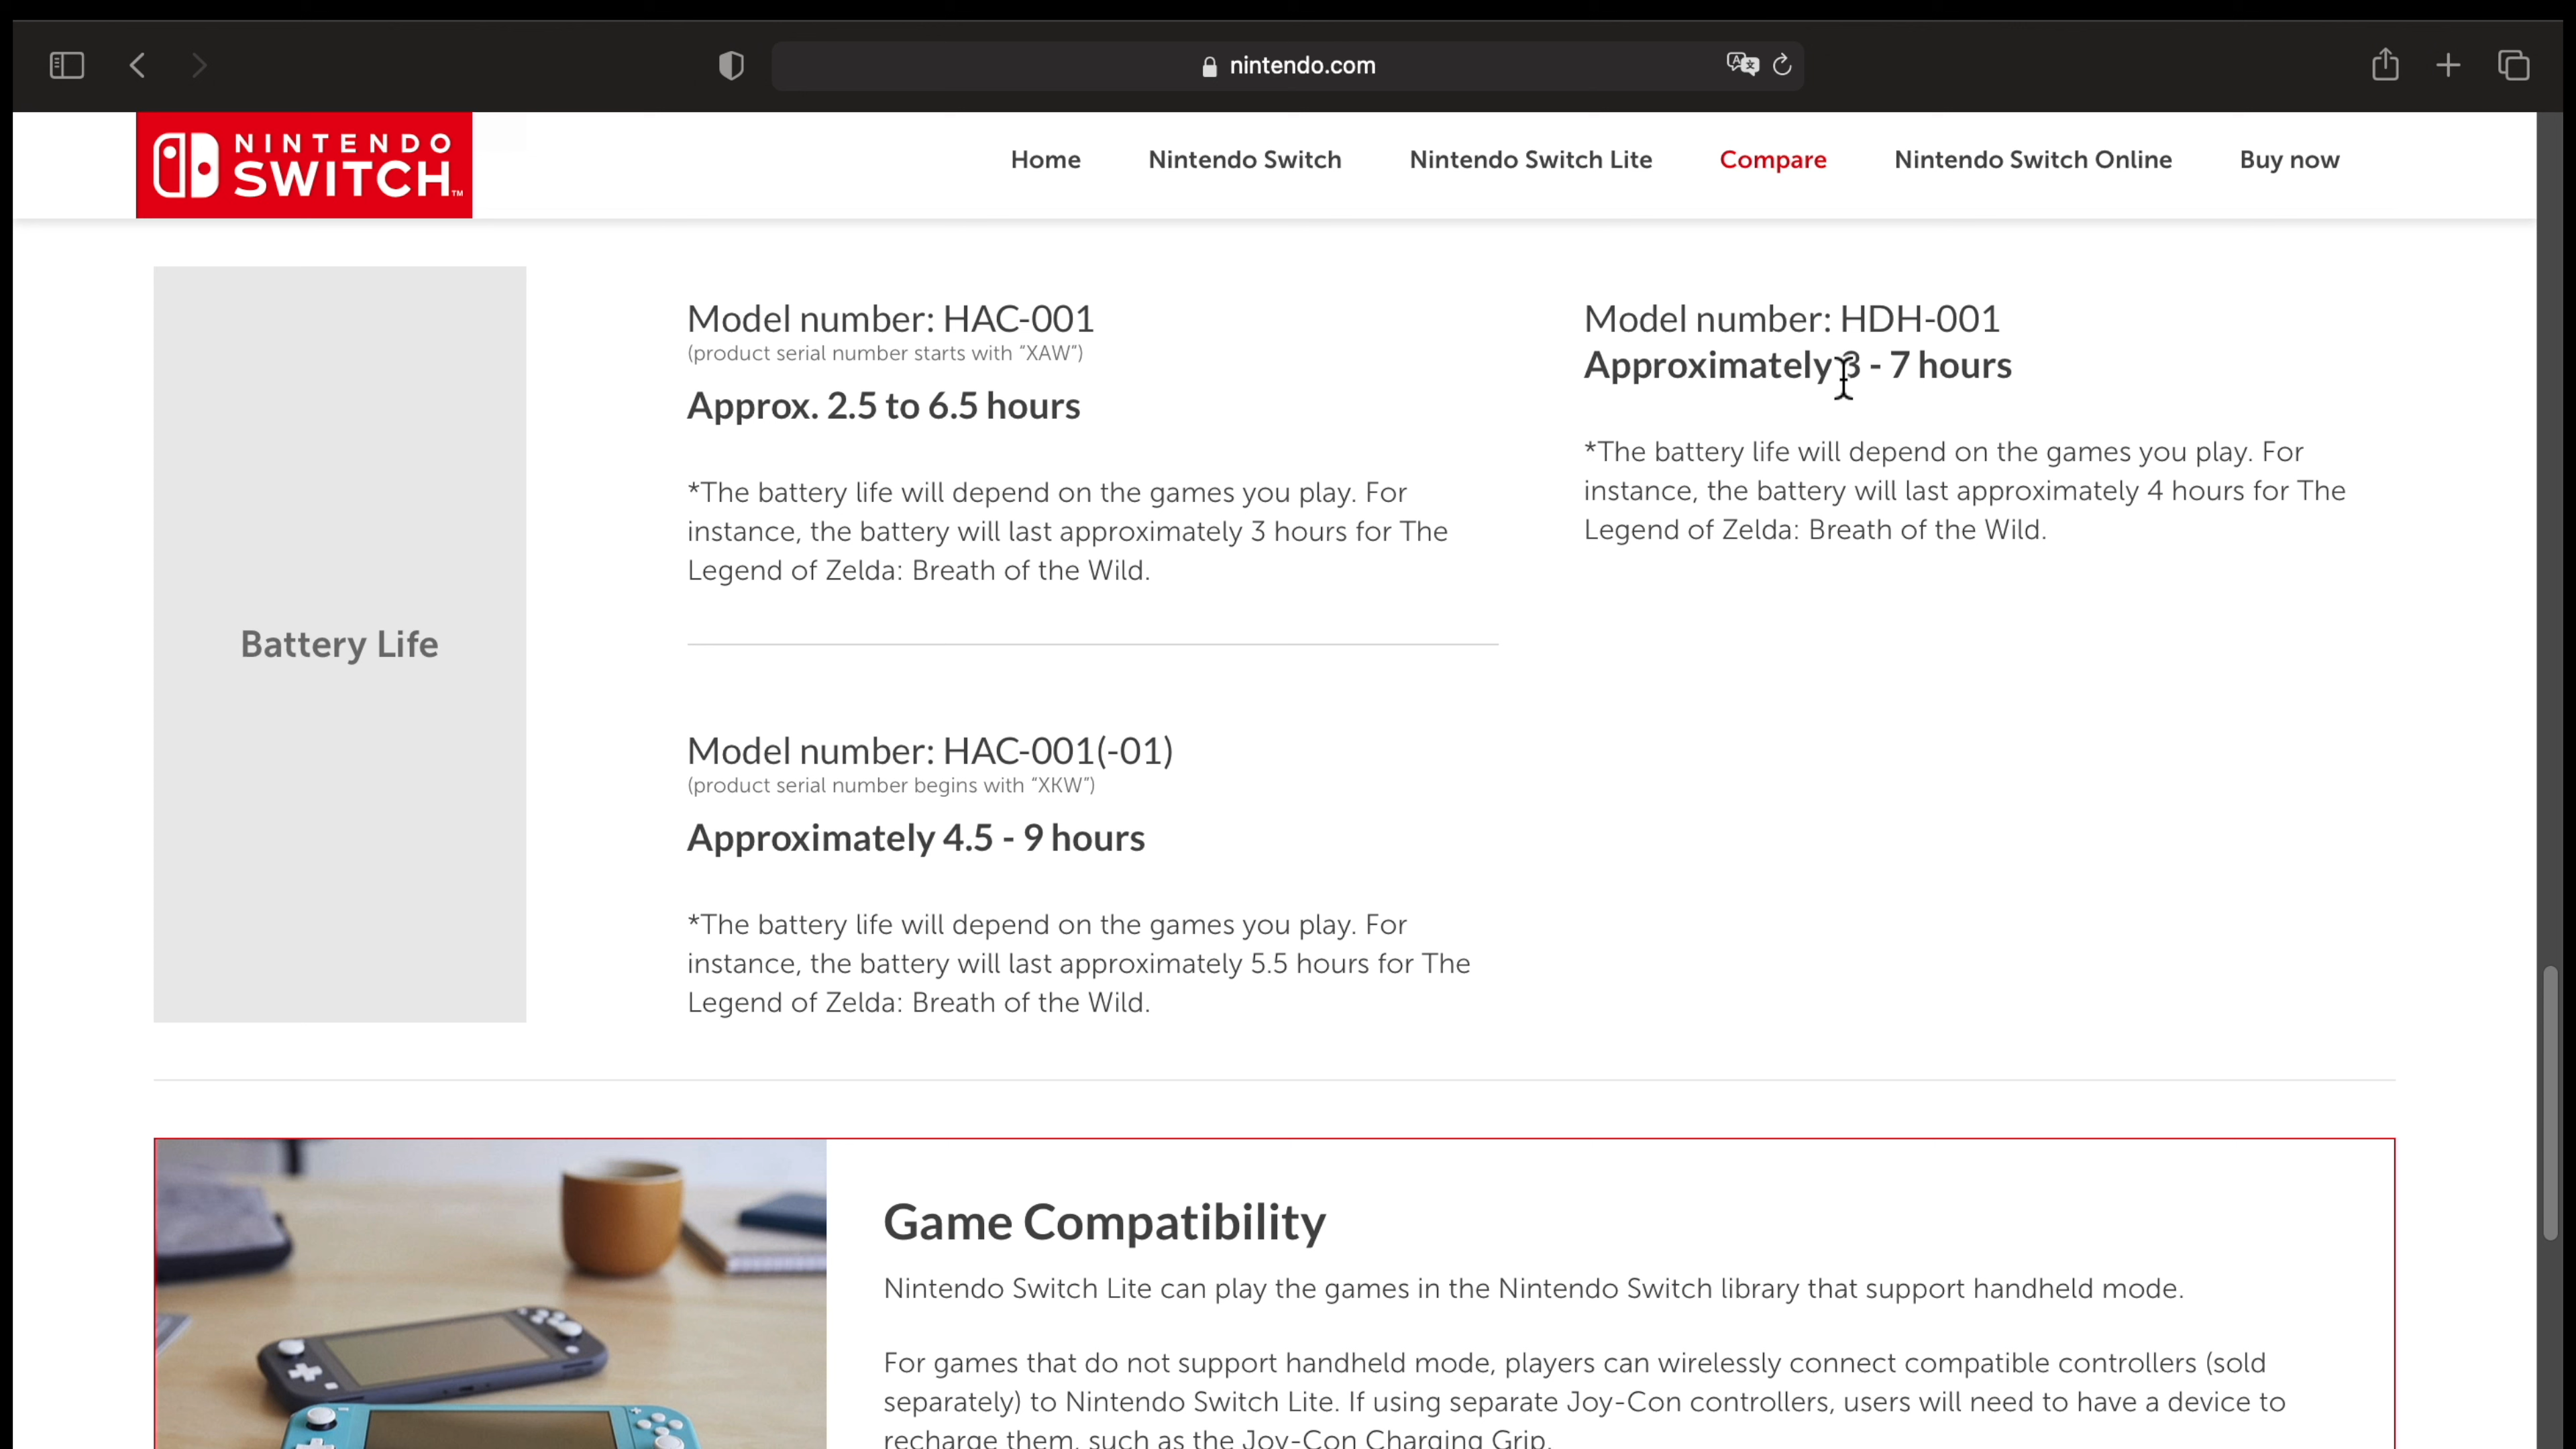 nintendo.com
NINTENDO
SWITCH™
Home
Nintendo Switch
Nintendo Switch Lite
Compare
Nintendo Switch Online
Buy now
Battery Life
Model number: HAC-001
(product serial number starts with “XAW”)
Approx. 2.5 to 6.5 hours
*The battery life will depend on the games you play. For
instance, the battery will last approximately 3 hours for The
Legend of Zelda: Breath of the Wild.
Model number: HAC-001(-01)
(product serial number begins with “XKW”)
Approximately 4.5 - 9 hours
*The battery life will depend on the games you play. For
instance, the battery will last approximately 5.5 hours for The
Legend of Zelda: Breath of the Wild.
Model number: HDH-001
Approximately 3 - 7 hours
*The battery life will depend on the games you play. For
instance, the battery will last approximately 4 hours for The
Legend of Zelda: Breath of the Wild.
Game Compatibility
Nintendo Switch Lite can play the games in the Nintendo Switch library that support handheld mode.
For games that do not support handheld mode, players can wirelessly connect compatible controllers (sold
separately) to Nintendo Switch Lite. If using separate Joy-Con controllers, users will need to have a device to
recharge them, such as the Joy-Con Charging Grip.